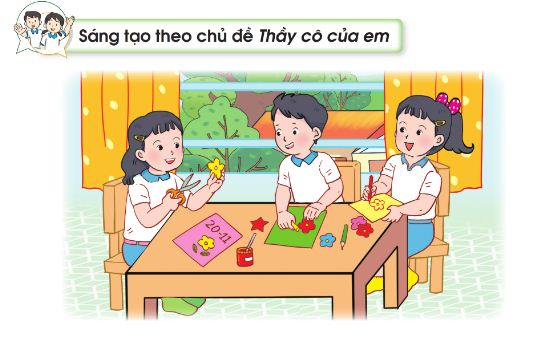 Sáng tạo theo chủ đề Thầy cô của em
20-11